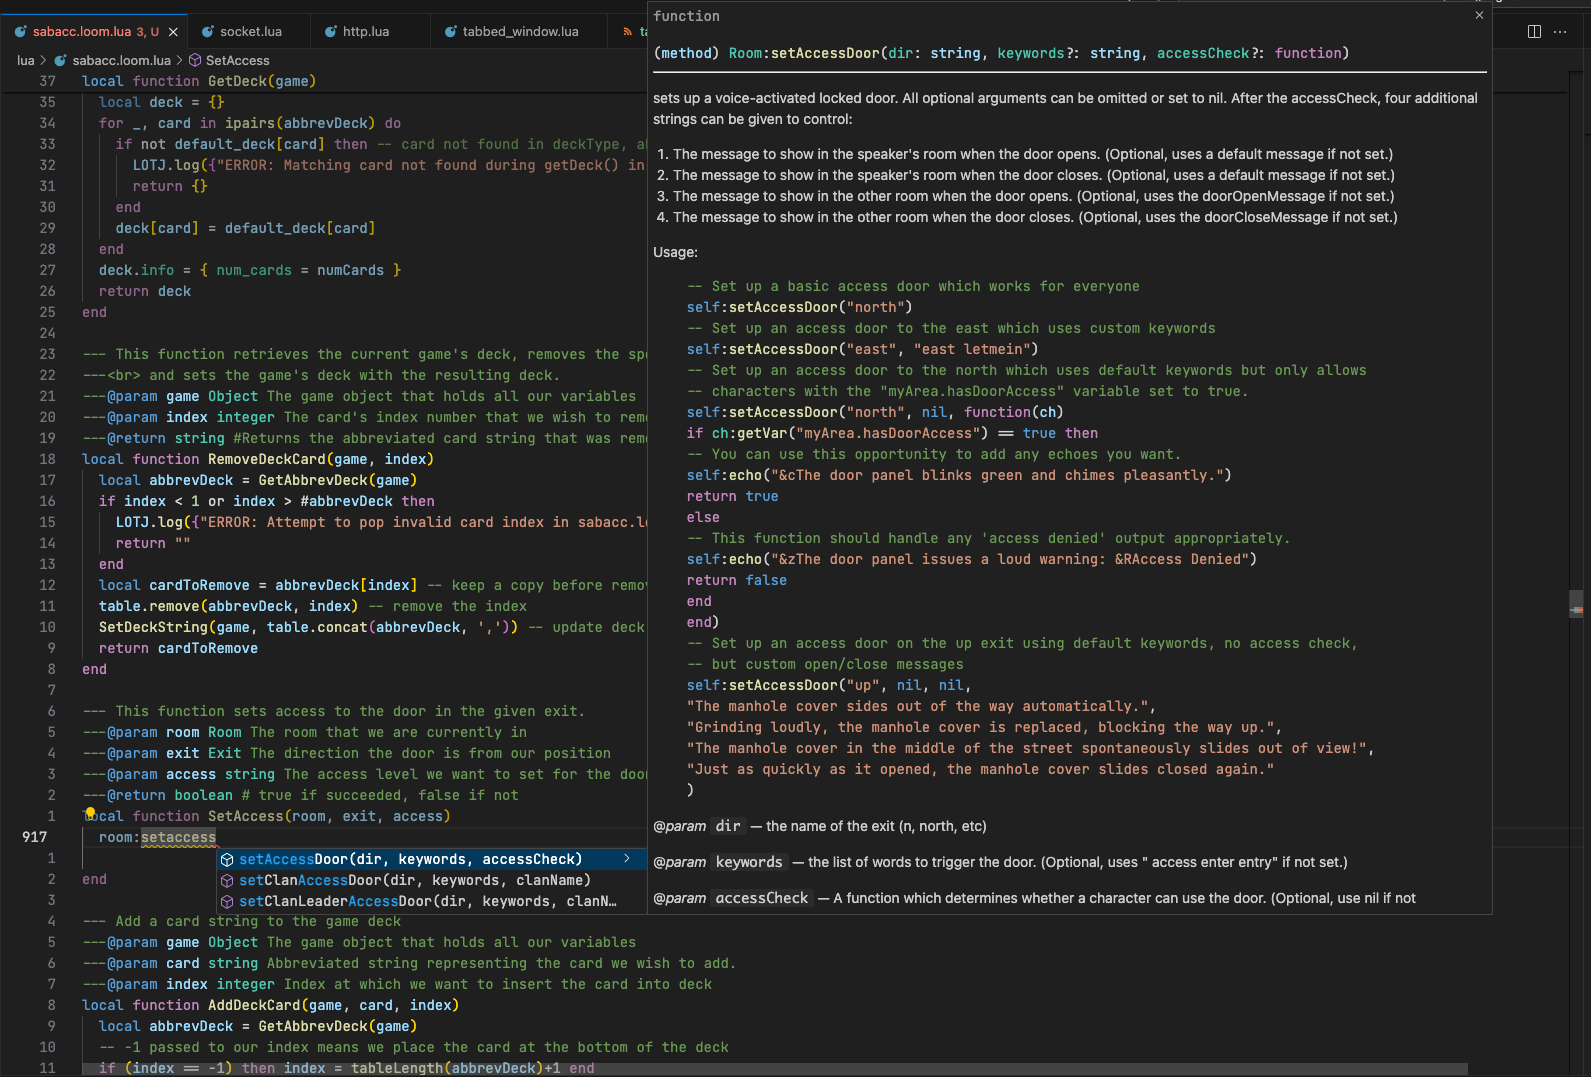 sabacc.loom.lua 3, U
socket.lua
http.lua
tabbed_window.lua
lua > sabacc.loom.lua > SetAccess
37 local function GetDeck(game)
35 local deck = {}
34 for _, card in ipairs(abbrevDeck) do
33 if not default_deck[card] then -- card not found in deckType,
32 LOTJ.log({"ERROR: Matching card not found during getDeck() in
31 return {}
30 end
29 deck[card] = default_deck[card]
28 end
27 deck.info = { num_cards = numCards }
26 return deck
25 end
24
23 --- This function retrieves the current game's deck, removes the
22 ---<br> and sets the game's deck with the resulting deck.
21 ---@param game Object The game object that holds all our variables
20 ---@param index integer The card's index number that we wish to
19 ---@return string #Returns the abbreviated card string that was
18 local function RemoveDeckCard(game, index)
17 local abbrevDeck = GetAbbrevDeck(game)
16 if index < 1 or index > #abbrevDeck then
15 LOTJ.log({"ERROR: Attempt to pop invalid card index in sabacc.lo
14 return ""
13 end
12 local cardToRemove = abbrevDeck[index] -- keep a copy before
11 table.remove(abbrevDeck, index) -- remove the index
10 SetDeckString(game, table.concat(abbrevDeck, ',')) -- update deck
9 return cardToRemove
8 end
7
6 --- This function sets access to the door in the given exit.
5 ---@param room Room The room that we are currently in
4 ---@param exit Exit The direction the door is from our position
3 ---@param access string The access level we want to set for the door
2 ---@return boolean # true if succeeded, false if not
1 local function SetAccess(room, exit, access)
917 room:setaccess
1
2 end
3
4 --- Add a card string to the game deck
5 ---@param game Object The game object that holds all our variables
6 ---@param card string Abbreviated string representing the card we wish to add.
7 ---@param index integer Index at which we want to insert the card into deck
8 local function AddDeckCard(game, card, index)
9 local abbrevDeck = GetAbbrevDeck(game)
10 -- -1 passed to our index means we place the card at the bottom of the deck
11 if (index == -1) then index = tableLength(abbrevDeck)+1 end
setAccessDoor(dir, keywords, accessCheck)
setClanAccessDoor(dir, keywords, clanName)
setClanLeaderAccessDoor(dir, keywords, clanN…
function
(method) Room:setAccessDoor(dir: string, keywords?: string, accessCheck?: function)
sets up a voice-activated locked door. All optional arguments can be omitted or set to nil. After the accessCheck, four additional
strings can be given to control:
1. The message to show in the speaker's room when the door opens. (Optional, uses a default message if not set.)
2. The message to show in the speaker's room when the door closes. (Optional, uses a default message if not set.)
3. The message to show in the other room when the door opens. (Optional, uses the doorOpenMessage if not set.)
4. The message to show in the other room when the door closes. (Optional, uses the doorCloseMessage if not set.)
Usage:
-- Set up a basic access door which works for everyone
self:setAccessDoor("north")
-- Set up an access door to the east which uses custom keywords
self:setAccessDoor("east", "east letmein")
-- Set up an access door to the north which uses default keywords but only allows
-- characters with the "myArea.hasDoorAccess" variable set to true.
self:setAccessDoor("north", nil, function(ch)
if ch:getVar("myArea.hasDoorAccess") == true then
-- You can use this opportunity to add any echoes you want.
self:echo("&cThe door panel blinks green and chimes pleasantly.")
return true
else
-- This function should handle any 'access denied' output appropriately.
self:echo("&zThe door panel issues a loud warning: &RAccess Denied")
return false
end
end)
-- Set up an access door on the up exit using default keywords, no access check,
-- but custom open/close messages
self:setAccessDoor("up", nil, nil,
"The manhole cover sides out of the way automatically.",
"Grinding loudly, the manhole cover is replaced, blocking the way up.",
"The manhole cover in the middle of the street spontaneously slides out of view!",
"Just as quickly as it opened, the manhole cover slides closed again."
)
@param dir — the name of the exit (n, north, etc)
@param keywords — the list of words to trigger the door. (Optional, uses " access enter entry" if not set.)
@param accessCheck — A function which determines whether a character can use the door. (Optional, use nil if not